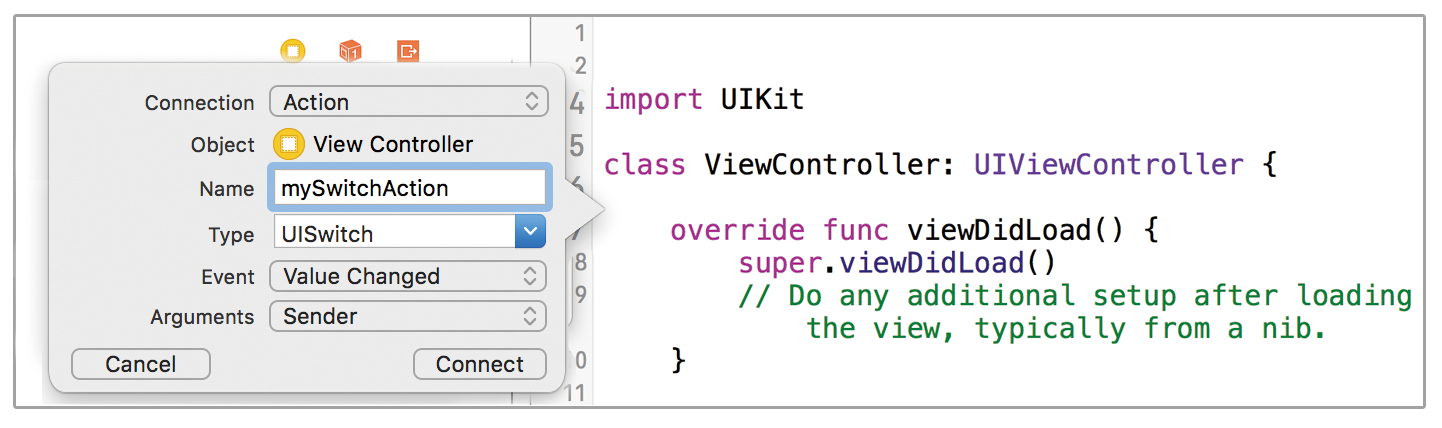 1
2
Connection Action
4 import UIKit
Object View Controller
5 class ViewController: UIViewController {
Name mySwitchAction
6
Type UISwitch
7 override func viewDidLoad() {
8 super.viewDidLoad()
Event Value Changed
9 // Do any additional setup after loading
Arguments Sender
the view, typically from a nib.
Cancel Connect
0 }
11